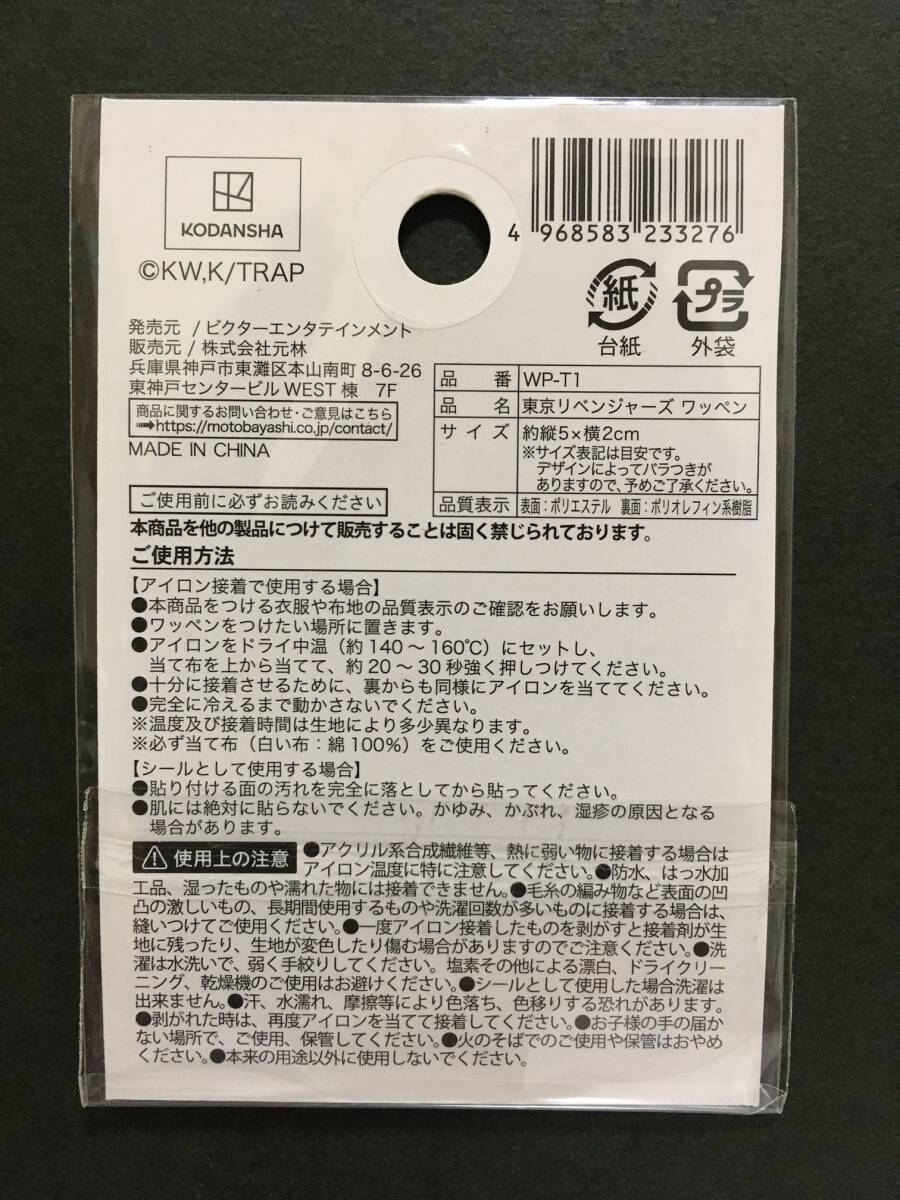 KODANSHA
©KW,K/TRAP
4 968583 233276
紙
台紙
プラ
外袋
発売元 / ビクターエンタテインメント
販売元 / 株式会社元林
兵庫県神戸市東灘区本山南町 8-6-26
東神戸センタービル WEST 棟 7F
商品に関するお問い合わせ・ご意見はこちら
➡https://motobayashi.co.jp/contact/
MADE IN CHINA
品番 WP-T1
品名 東京リベンジャーズ ワッペン
サイズ 約縦5×横2cm
※サイズ表記は目安です。
デザインによってバラつきが
ありますので、予めご了承ください。
品質表示 表面：ポリエステル 裏面：ポリオレフィン系樹脂
ご使用前に必ずお読みください
本商品を他の製品につけて販売することは固く禁じられております。
ご使用方法
【アイロン接着で使用する場合】
●本商品をつける衣服や布地の品質表示のご確認をお願いします。
●ワッペンをつけたい場所に置きます。
●アイロンをドライ中温（約140～160℃）にセットし、
当て布を上から当てて、約20～30秒強く押しつけてください。
●十分に接着させるために、裏からも同様にアイロンを当ててください。
●完全に冷えるまで動かさないでください。
※温度及び接着時間は生地により多少異なります。
※必ず当て布（白い布：綿100%）をご使用ください。
【シールとして使用する場合】
●貼り付ける面の汚れを完全に落としてから貼ってください。
●肌には絶対に貼らないでください。かゆみ、かぶれ、湿疹の原因となる
場合があります。
⚠使用上の注意 ●アクリル系合成繊維等、熱に弱い物に接着する場合は
アイロン温度に特に注意してください。●防水、はっ水加
工品、湿ったものや濡れた物には接着できません。●毛糸の編み物など表面の凹
凸の激しいもの、長期間使用するものや洗濯回数が多いものに接着する場合は、
縫いつけてご使用ください。●一度アイロン接着したものを剥がすと接着剤が生
地に残ったり、生地が変色したり傷む場合がありますのでご注意ください。●洗
濯は水洗いで、弱く手絞りしてください。塩素その他による漂白、ドライクリー
ニング、乾燥機のご使用はお避けください。●シールとして使用した場合洗濯は
出来ません。●汗、水濡れ、摩擦等により色落ち、色移りする恐れがあります。
●剥がれた時は、再度アイロンを当てて接着してください。●お子様の手の届か
ない場所で、ご使用、保管してください。●火のそばでのご使用や保管はおやめ
ください。●本来の用途以外に使用しないでください。